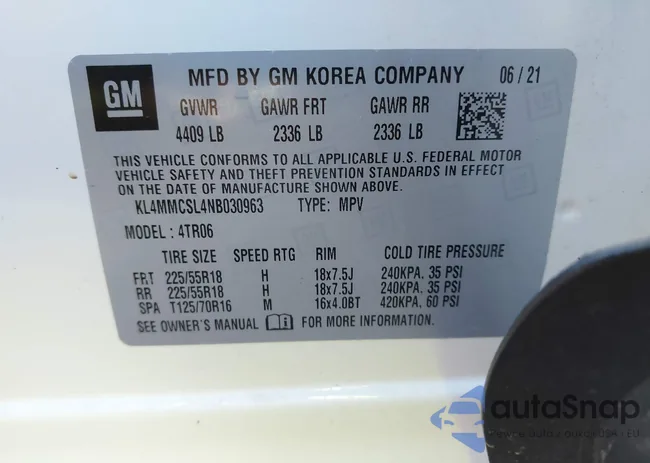 GM MFD BY GM KOREA COMPANY 06 / 21
GVWR GAWR FRT GAWR RR
4409 LB 2336 LB 2336 LB
THIS VEHICLE CONFORMS TO ALL APPLICABLE U.S. FEDERAL MOTOR
VEHICLE SAFETY AND THEFT PREVENTION STANDARDS IN EFFECT
ON THE DATE OF MANUFACTURE SHOWN ABOVE.
KL4MMCSL4NB030963 TYPE: MPV
MODEL : 4TR06
TIRE SIZE SPEED RTG RIM COLD TIRE PRESSURE
FRT 225/55R18 H 18x7.5J 240KPA. 35 PSI
RR 225/55R18 H 18x7.5J 240KPA. 35 PSI
SPA T125/70R16 M 16x4.0BT 420KPA. 60 PSI
SEE OWNER'S MANUAL FOR MORE INFORMATION.
autoSnap